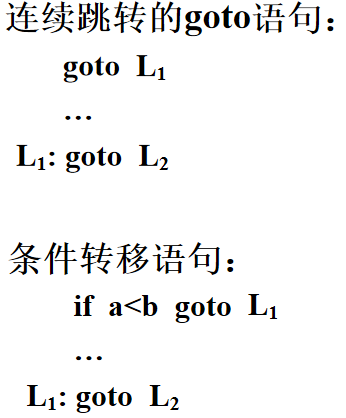 连续跳转的goto语句：
goto L₁
…
L₁: goto L₂
条件转移语句：
if a<b goto L₁
…
L₁: goto L₂